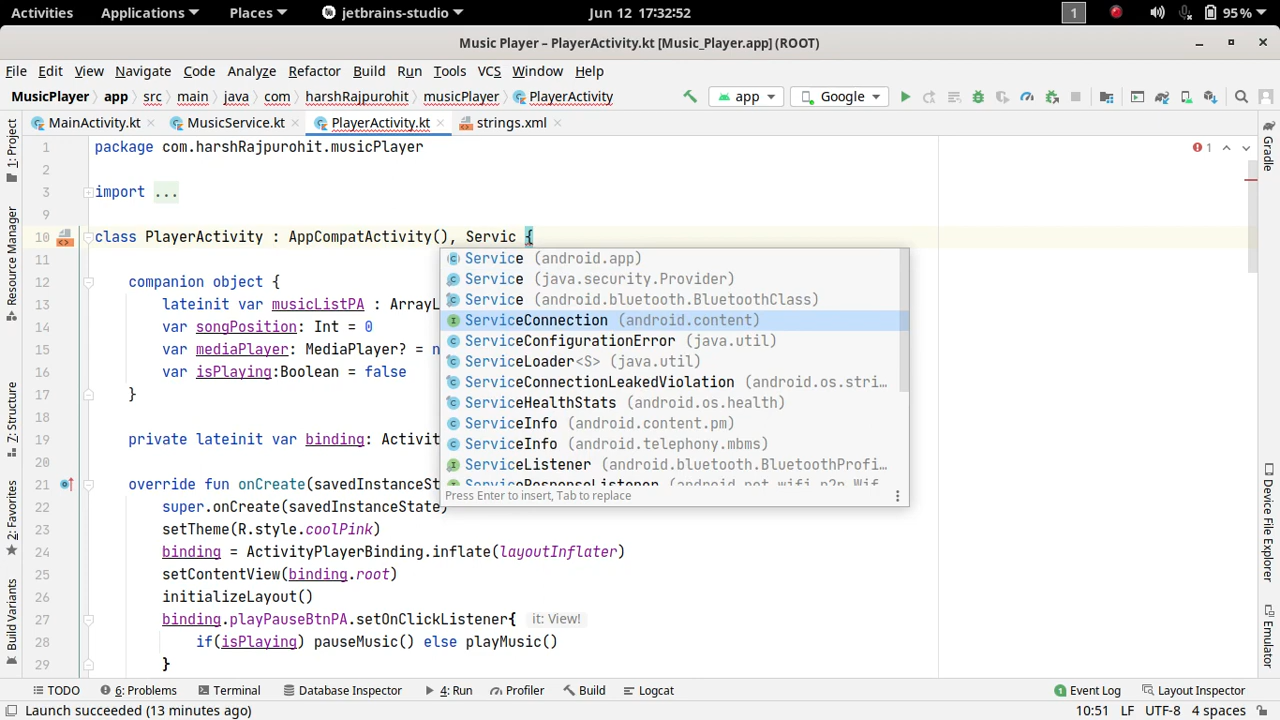 Activities Applications Places jetbrains-studio Jun 12 17:32:52 1 95%
Music Player – PlayerActivity.kt [Music_Player.app] (ROOT)
File Edit View Navigate Code Analyze Refactor Build Run Tools VCS Window Help
MusicPlayer app src main java com harshRajpurohit musicPlayer PlayerActivity app Google
MainActivity.kt MusicService.kt PlayerActivity.kt strings.xml
1 package com.harshRajpurohit.musicPlayer 1
2
3 import ...
9
10 class PlayerActivity : AppCompatActivity(), Servic {
11 Service (android.app)
12 companion object { Service (java.security.Provider)
13 lateinit var musicListPA : ArrayL Service (android.bluetooth.BluetoothClass)
14 var songPosition: Int = 0 ServiceConnection (android.content)
15 var mediaPlayer: MediaPlayer? = n ServiceConfigurationError (java.util)
16 var isPlaying:Boolean = false ServiceLoader<S> (java.util)
17 } ServiceConnectionLeakedViolation (android.os.stri...
18 ServiceHealthStats (android.os.health)
ServiceInfo (android.content.pm)
19 private lateinit var binding: Activit ServiceInfo (android.telephony.mbms)
20 ServiceListener (android.bluetooth.BluetoothProfi...
21 override fun onCreate(savedInstanceSt
Press Enter to insert, Tab to replace
22 super.onCreate(savedInstanceState)
23 setTheme(R.style.coolPink)
24 binding = ActivityPlayerBinding.inflate(layoutInflater)
25 setContentView(binding.root)
26 initializeLayout()
27 binding.playPauseBtnPA.setOnClickListener{ it: View!
28 if(isPlaying) pauseMusic() else playMusic()
29 }
1: Project
Resource Manager
Z: Structure
2: Favorites
Build Variants
Gradle
Device File Explorer
Emulator
TODO 6: Problems Terminal Database Inspector 4: Run Profiler Build Logcat 1 Event Log Layout Inspector
Launch succeeded (13 minutes ago) 10:51 LF UTF-8 4 spaces